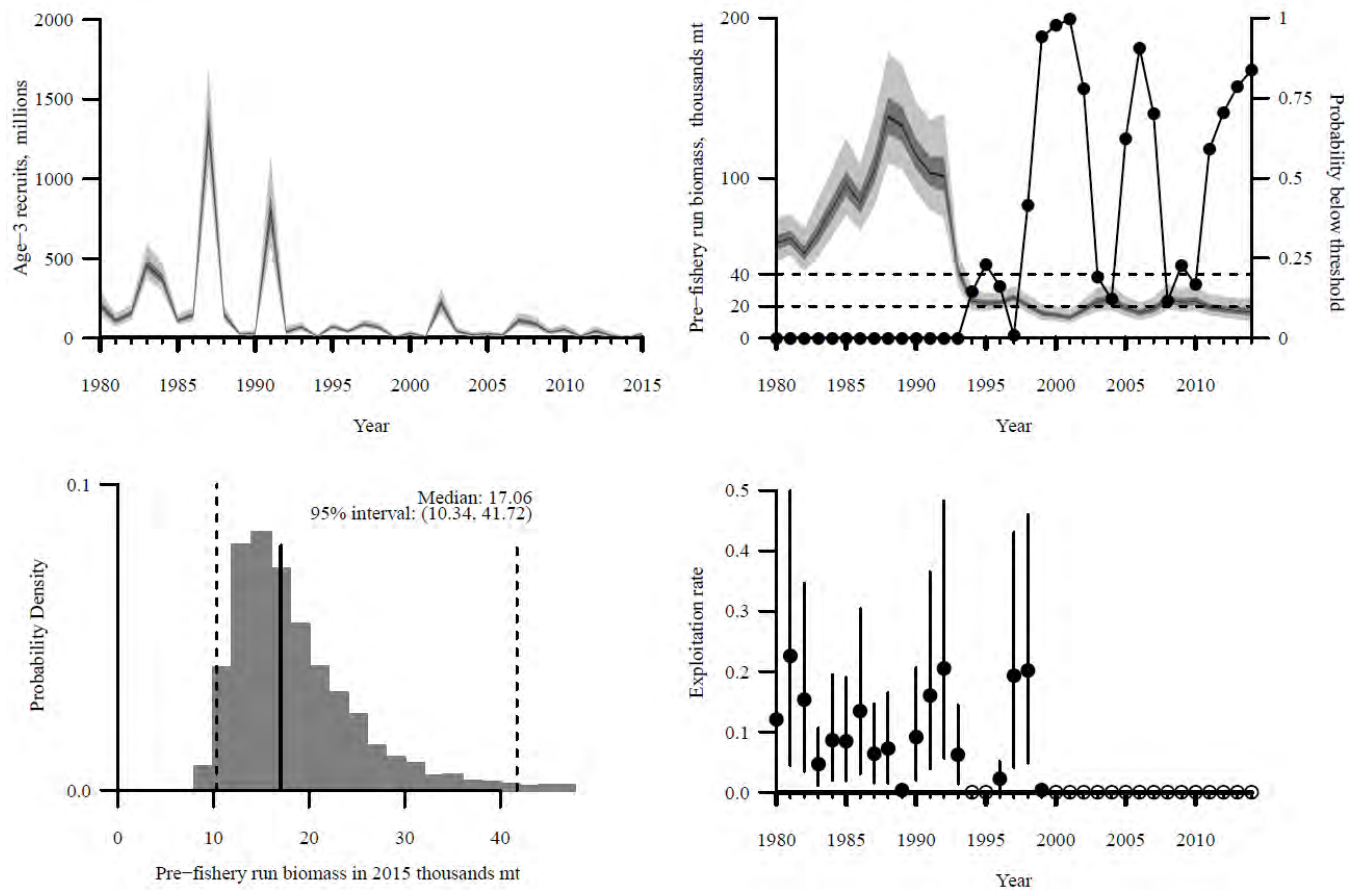 2000
1500
1000
500
0
Age−3 recruits, millions
1980 1985 1990 1995 2000 2005 2010 2015
Year
200
100
40
20
0
Pre−fishery run biomass, thousands mt
1
0.75
0.5
0.25
0
Probability below threshold
1980 1985 1990 1995 2000 2005 2010
Year
0.1
0.0
Probability Density
Median: 17.06
95% interval: (10.34, 41.72)
0 10 20 30 40
Pre−fishery run biomass in 2015 thousands mt
0.5
0.4
0.3
0.2
0.1
0.0
Exploitation rate
1980 1985 1990 1995 2000 2005 2010
Year